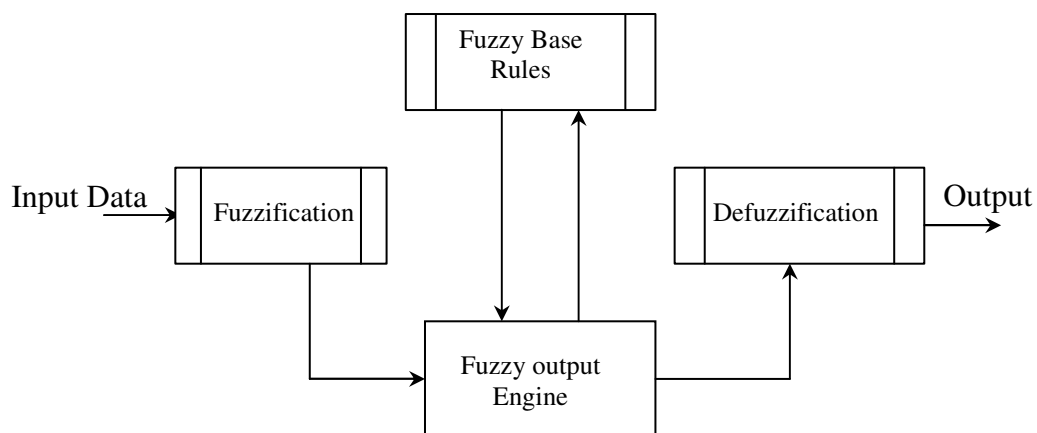 Fuzzy Base
Rules
Input Data
Fuzzification
Defuzzification
Output
Fuzzy output
Engine